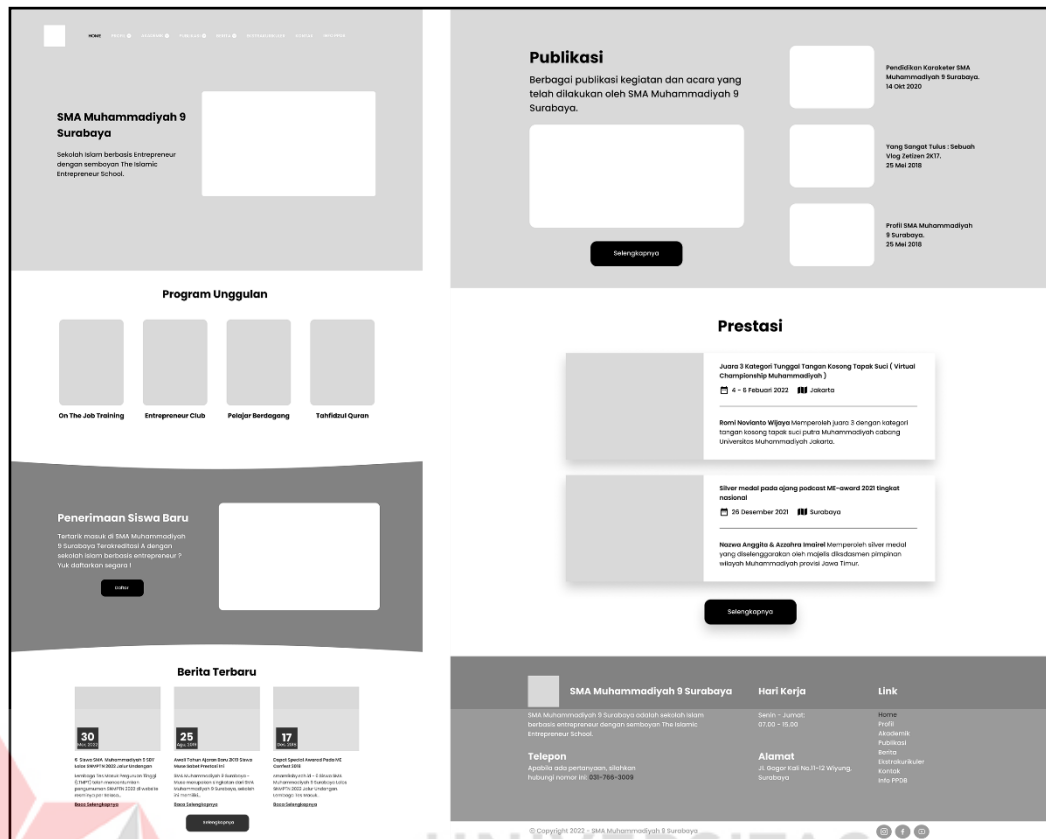 HOME PROFIL AKADEMIK PUBLIKASI BERITA EKSTRAKURIKULER KONTAK INFO PPDB
SMA Muhammadiyah 9
Surabaya
Sekolah Islam berbasis Entrepreneur
dengan semboyan The Islamic
Entrepreneur School.
Program Unggulan
On The Job Training
Entrepreneur Club
Pelajar Berdagang
Tahfidzul Quran
Penerimaan Siswa Baru
Tertarik masuk di SMA Muhammadiyah
9 Surabaya Terakreditasi A dengan
sekolah islam berbasis entrepreneur ?
Yuk daftarkan segera !
Daftar
Berita Terbaru
30
25
17
Baca Selengkapnya
Baca Selengkapnya
Baca Selengkapnya
Selengkapnya
Publikasi
Berbagai publikasi kegiatan dan acara yang
telah dilakukan oleh SMA Muhammadiyah 9
Surabaya.
Selengkapnya
Pendidikan Karaketer SMA
Muhammadiyah 9 Surabaya.
14 Okt 2020
Yang Sangat Tulus : Sebuah
Vlog Zetizen 2K17.
25 Mei 2018
Profil SMA Muhammadiyah
9 Surabaya.
25 Mei 2018
Prestasi
Juara 3 Kategori Tunggal Tangan Kosong Tapak Suci ( Virtual
Championship Muhammadiyah )
4 - 6 Febuari 2022 Jakarta
Romi Novianto Wijaya Memperoleh juara 3 dengan kategori
tangan kosong tapak suci putra Muhammadiyah cabang
Universitas Muhammadiyah Jakarta.
Silver medal pada ajang podcast ME-award 2021 tingkat
nasional
26 Desember 2021 Surabaya
Nazwa Anggita & Azzahra Imairel Memperoleh silver medal
yang diselenggarakan oleh majelis dikdasmen pimpinan
wilayah Muhammadiyah provisi Jawa Timur.
Selengkapnya
SMA Muhammadiyah 9 Surabaya
SMA Muhammadiyah 9 Surabaya adalah sekolah islam
berbasis entrepreneur dengan semboyan The Islamic
Entrepreneur School.
Telepon
Apabila ada pertanyaan, silahkan
hubungi nomor ini: 031-766-3009
Hari Kerja
Senin - Jumat:
07.00 - 15.00
Alamat
Jl. Gogor Kali No.11-12 Wiyung,
Surabaya
Link
Home
Profil
Akademik
Publikasi
Berita
Ekstrakurikuler
Kontak
Info PPDB
© Copyright 2022 - SMA Muhammadiyah 9 Surabaya
UNIVERSITAS